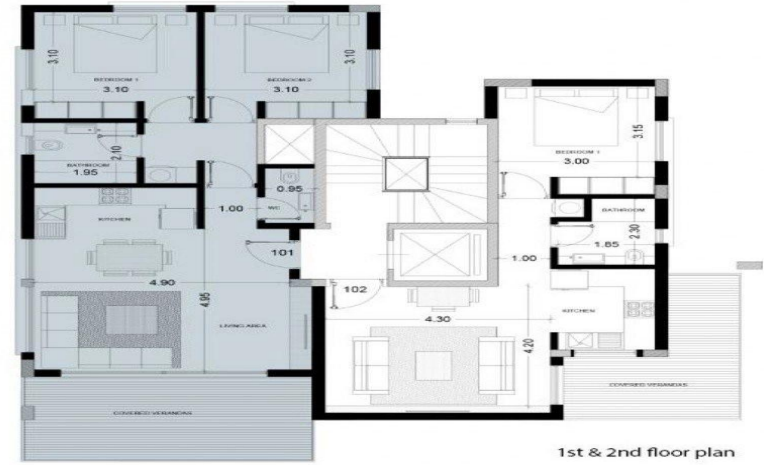 3.10
BEDROOM 1
3.10
3.10
BEDROOM 2
3.10
2.10
BATHROOM
1.95
0.95
WC
1.00
KITCHEN
101
4.90
4.95
LIVING AREA
COVERED VERANDAS
BEDROOM 1
3.15
3.00
BATHROOM
2.30
1.85
1.00
102
4.30
4.20
KITCHEN
COVERED VERANDAS
1st & 2nd floor plan